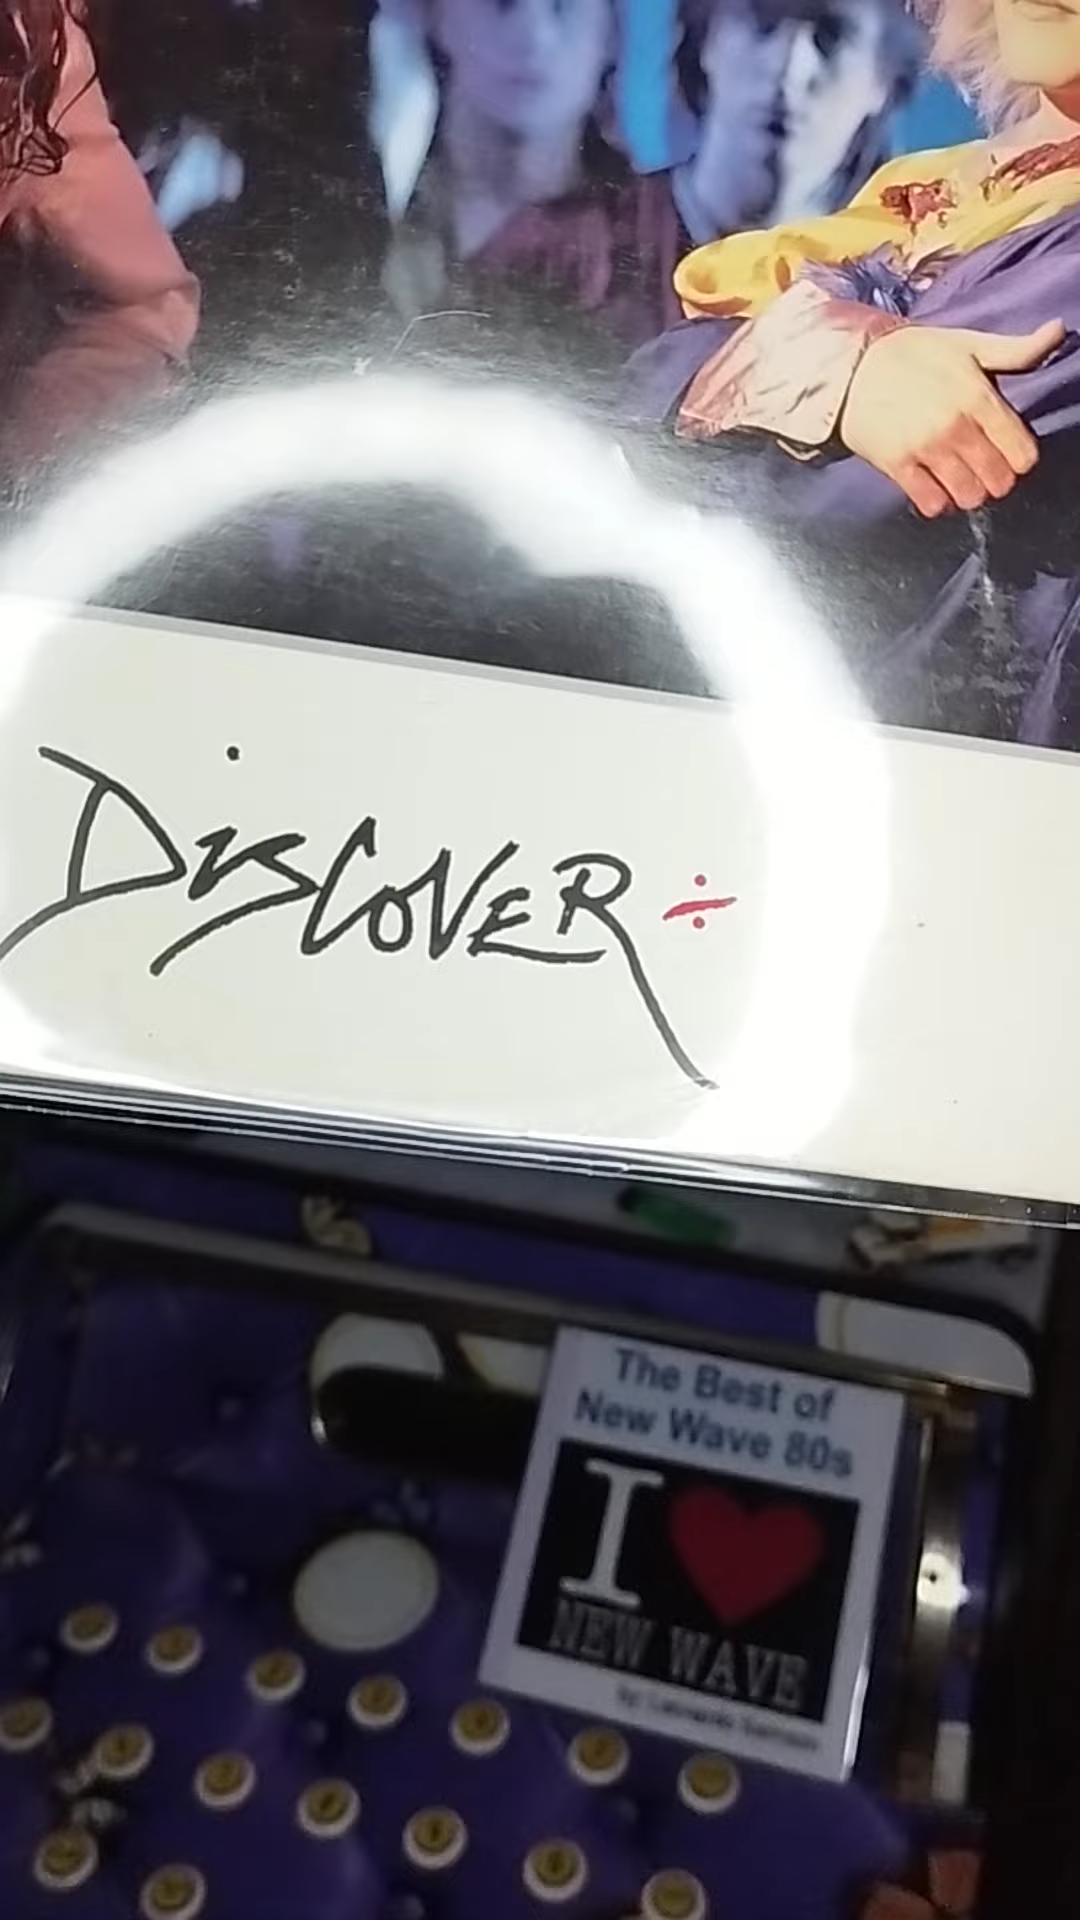 DiSCOVER ÷
The Best of
New Wave 80s
I ❤
NEW WAVE